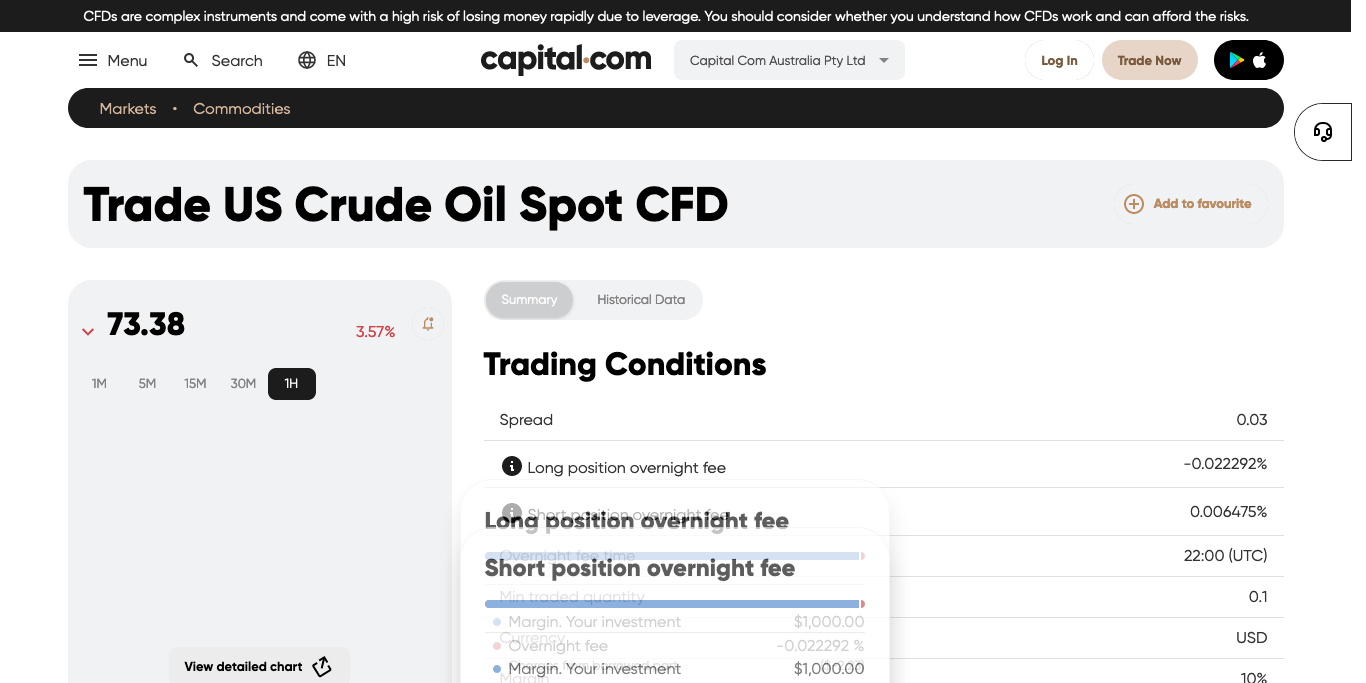 CFDs are complex instruments and come with a high risk of losing money rapidly due to leverage. You should consider whether you understand how CFDs work and can afford the risks.
Menu
Search
EN
capital.com
Capital Com Australia Pty Ltd
Log In
Trade Now
Markets • Commodities
Trade US Crude Oil Spot CFD
Add to favourite
73.38
3.57%
1M 5M 15M 30M 1H
View detailed chart
Summary
Historical Data
Trading Conditions
Spread 0.03
Long position overnight fee -0.022292%
Short position overnight fee 0.006475%
Overnight fee time 22:00 (UTC)
Min traded quantity 0.1
Currency USD
Margin 10%
Long position overnight fee
Short position overnight fee
Margin. Your investment $1,000.00
Overnight fee -0.022292 %
Margin. Your investment $1,000.00